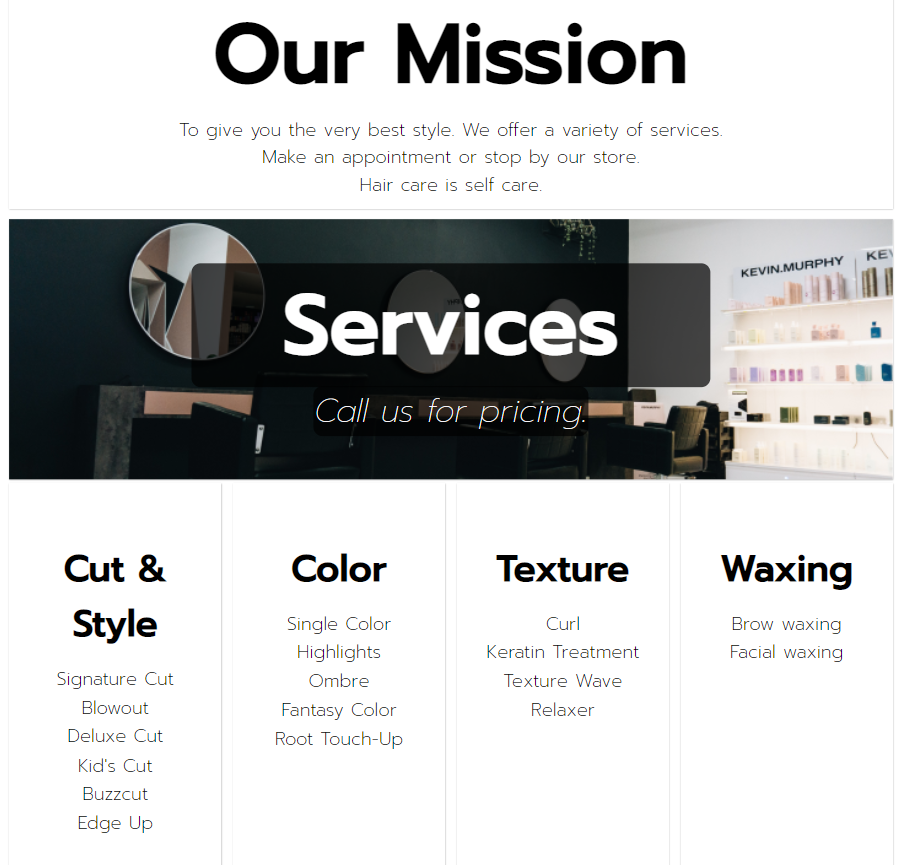 Our Mission
To give you the very best style. We offer a variety of services.
Make an appointment or stop by our store.
Hair care is self care.
KEVIN.MURPHY
KE
Services
Call us for pricing.
Cut &
Style
Signature Cut
Blowout
Deluxe Cut
Kid's Cut
Buzzcut
Edge Up
Color
Single Color
Highlights
Ombre
Fantasy Color
Root Touch-Up
Texture
Curl
Keratin Treatment
Texture Wave
Relaxer
Waxing
Brow waxing
Facial waxing